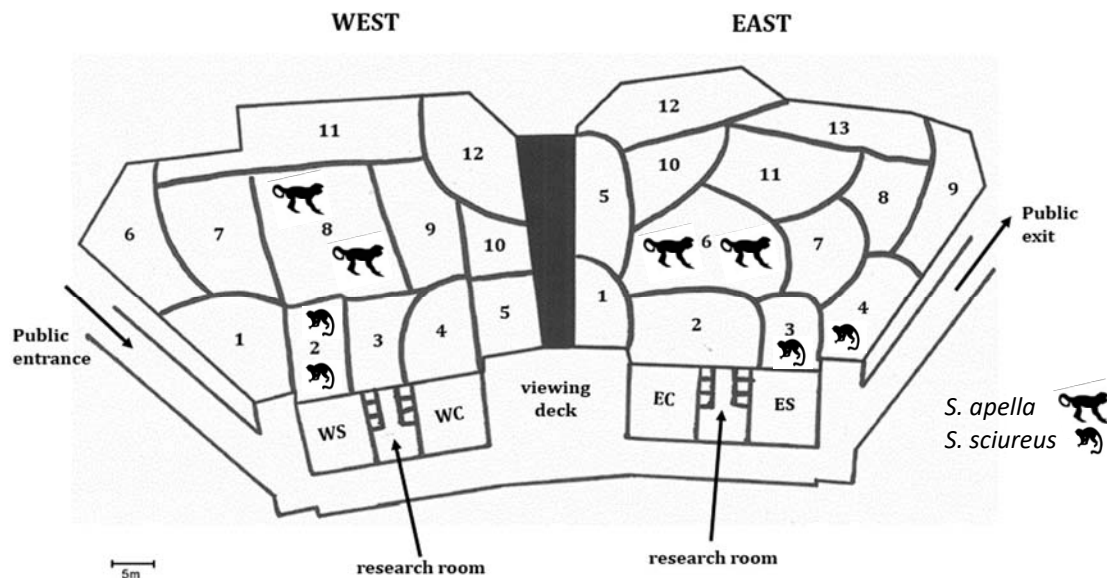 WEST
EAST
11
12
6
7
8
9
10
1
2
3
4
5
12
13
5
10
11
8
9
6
7
1
2
3
4
Public
entrance
Public
exit
viewing
deck
WS
WC
EC
ES
S. apella
S. sciureus
research room
research room
5m